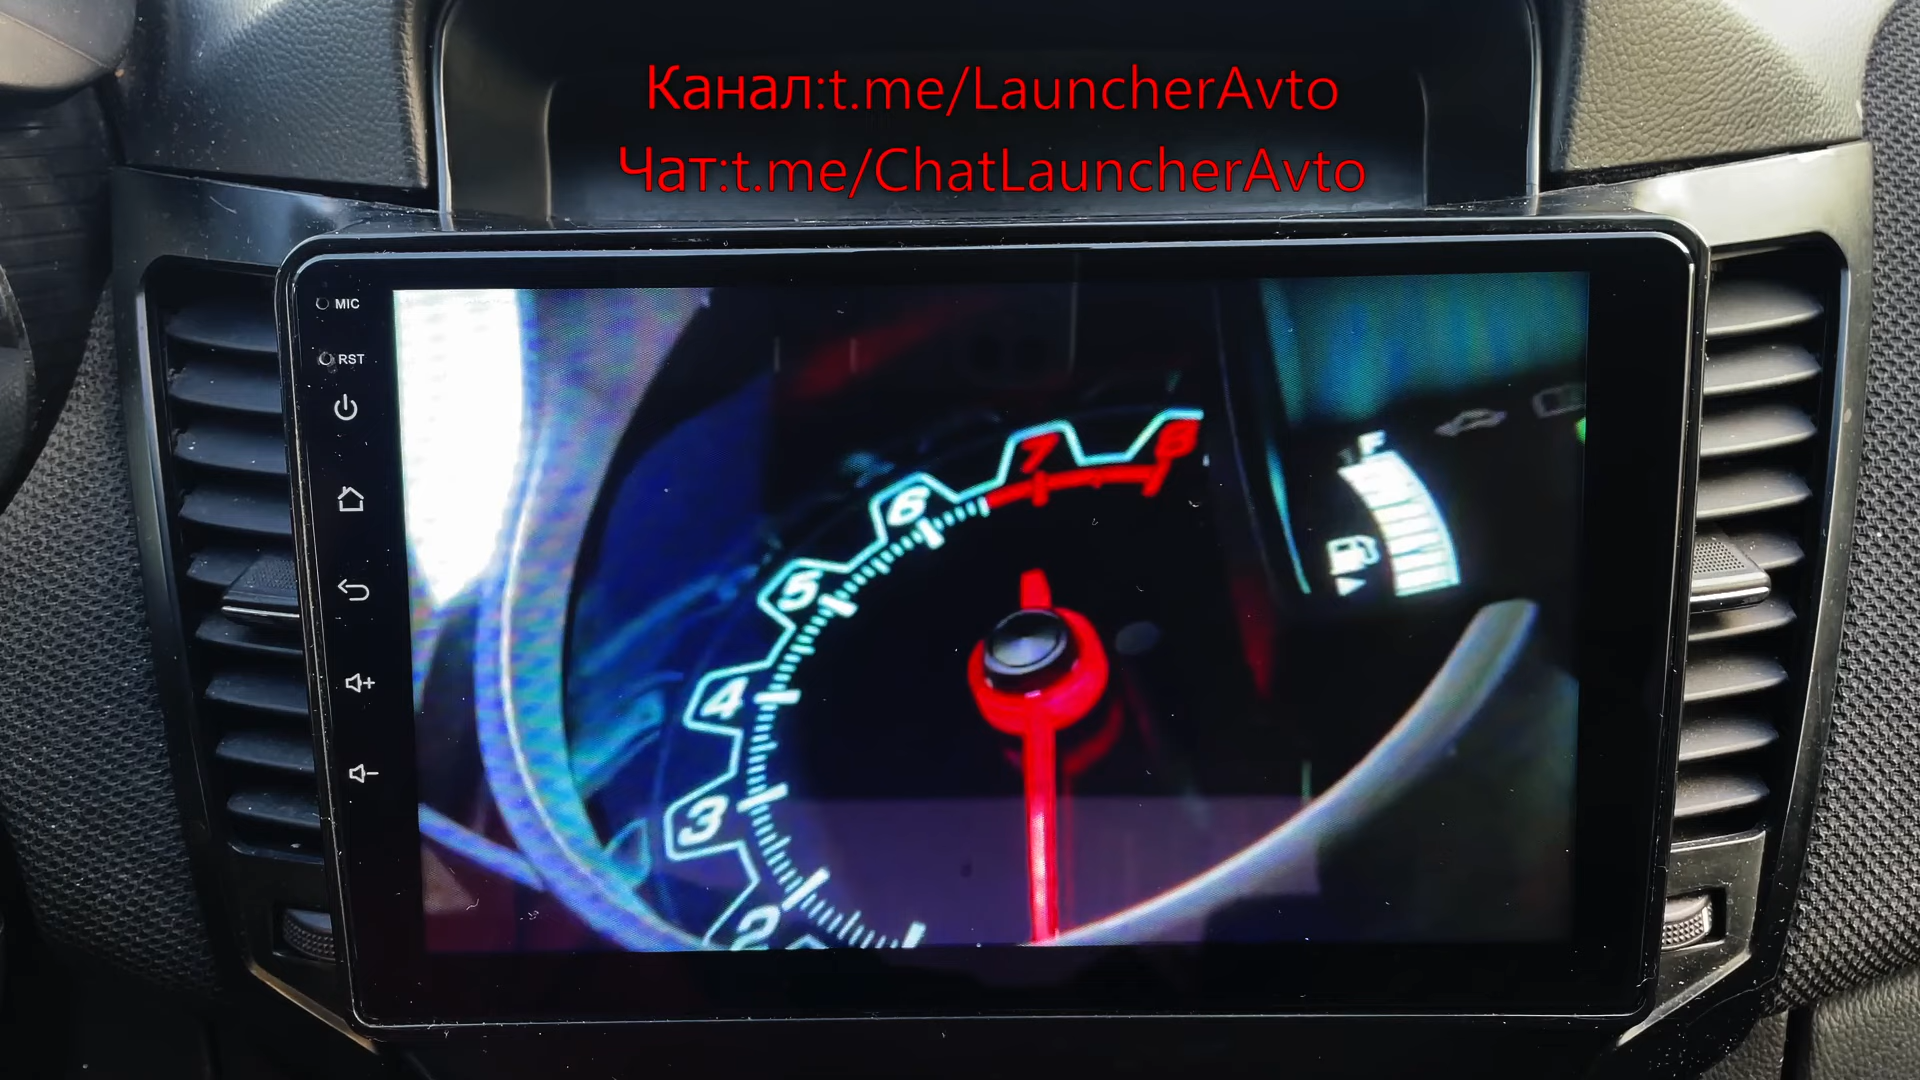 Канал:t.me/LauncherAvto
Чат:t.me/ChatLauncherAvto
MIC
RST
7
8
6
F
5
4
3
2